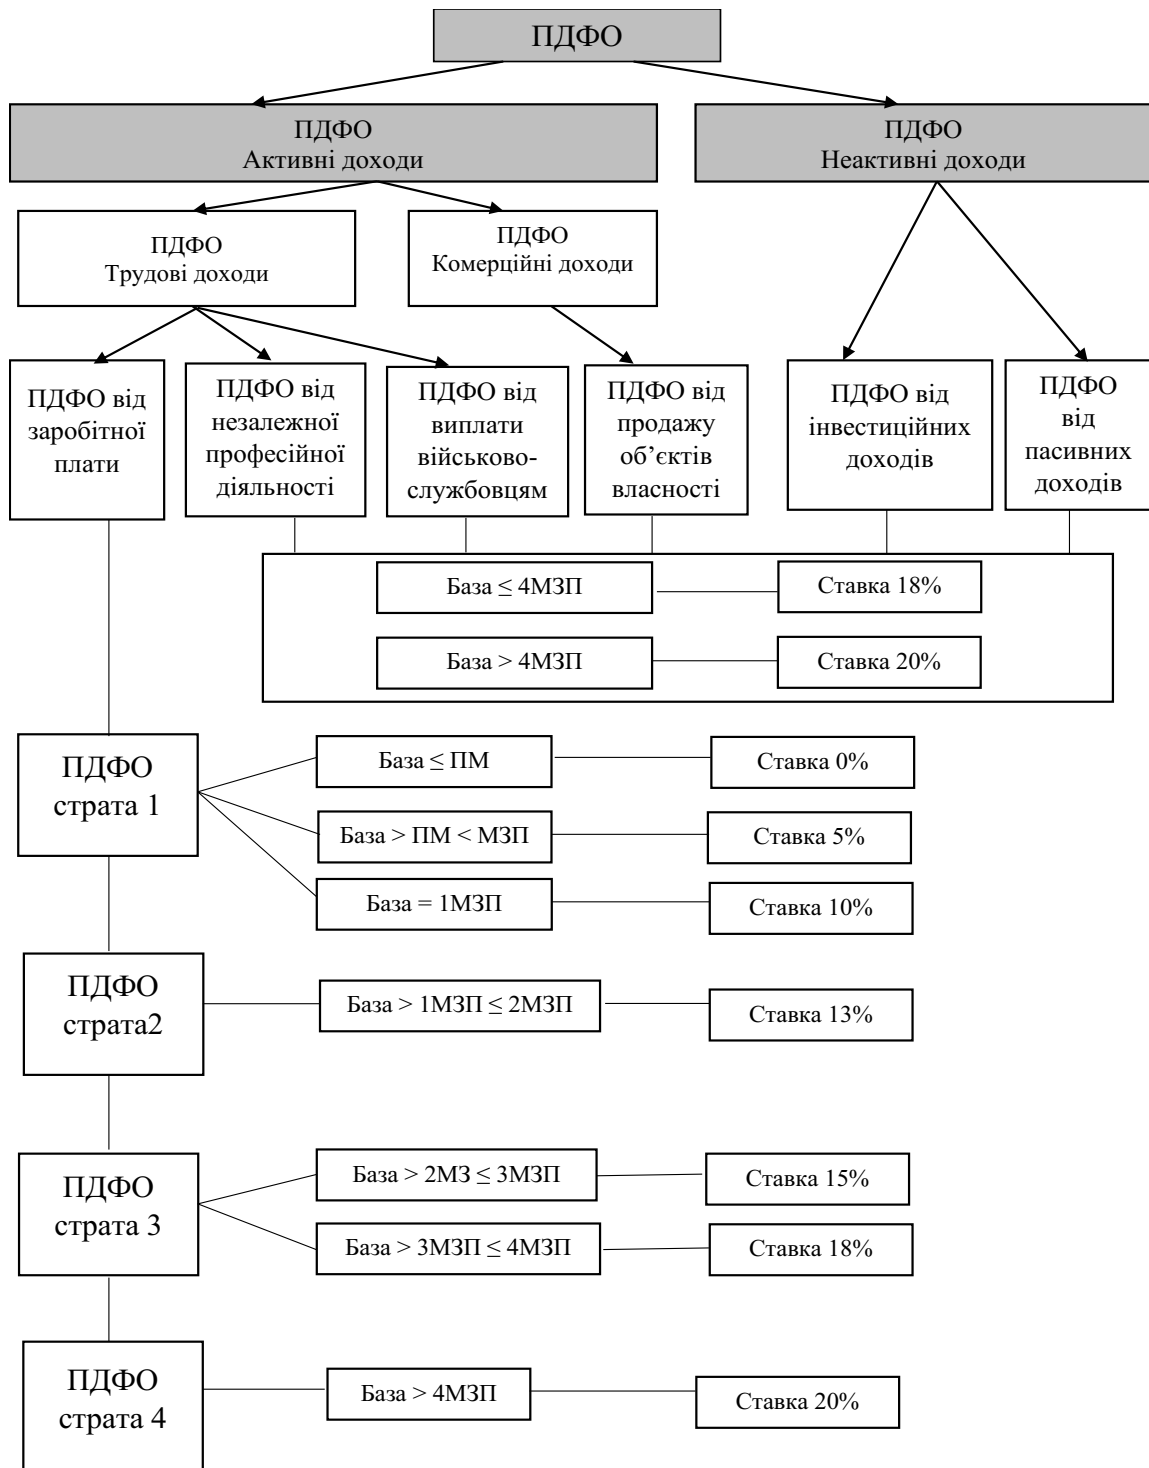 ПДФО
ПДФО
Активні доходи
ПДФО
Неактивні доходи
ПДФО
Трудові доходи
ПДФО
Комерційні доходи
ПДФО від
заробітної
плати
ПДФО від
незалежної
професійної
діяльності
ПДФО від
виплати
військово-
службовцям
ПДФО від
продажу
об’єктів
власності
ПДФО від
інвестиційних
доходів
ПДФО
від
пасивних
доходів
База ≤ 4МЗП
Ставка 18%
База > 4МЗП
Ставка 20%
ПДФО
страта 1
База ≤ ПМ
Ставка 0%
База > ПМ < МЗП
Ставка 5%
База = 1МЗП
Ставка 10%
ПДФО
страта2
База > 1МЗП ≤ 2МЗП
Ставка 13%
ПДФО
страта 3
База > 2МЗ ≤ 3МЗП
Ставка 15%
База > 3МЗП ≤ 4МЗП
Ставка 18%
ПДФО
страта 4
База > 4МЗП
Ставка 20%